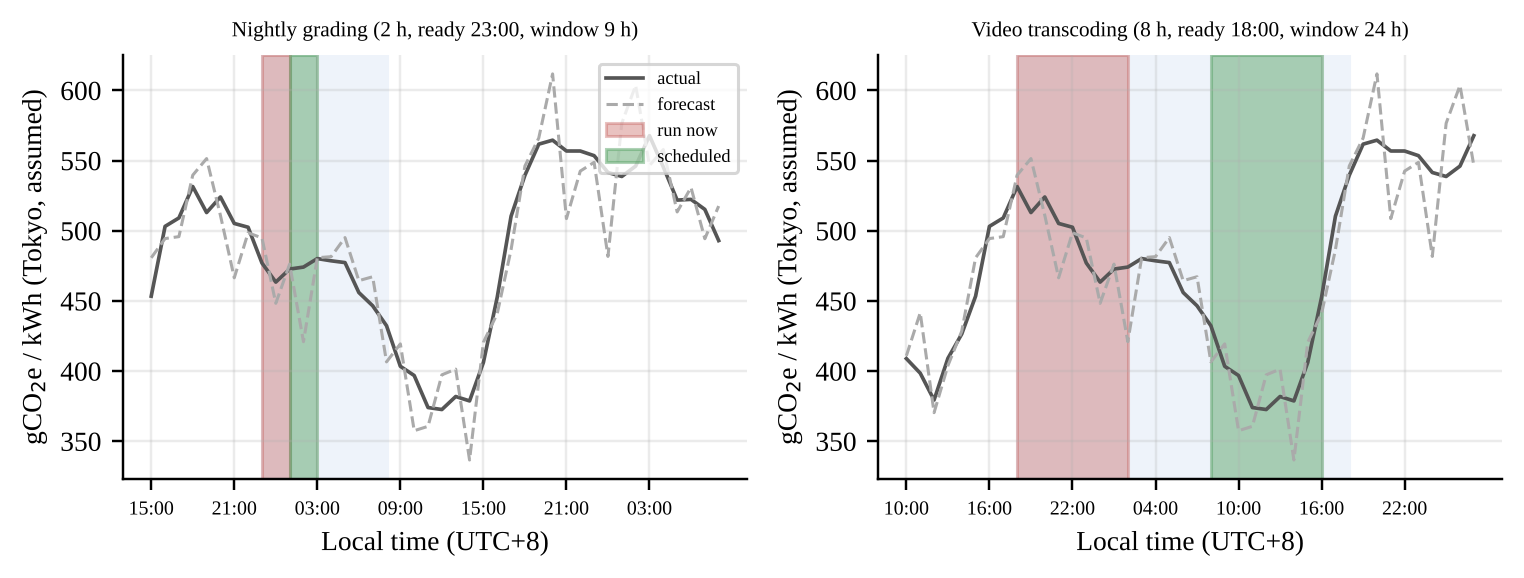 Nightly grading (2 h, ready 23:00, window 9 h)
gCO₂e / kWh (Tokyo, assumed)
600
550
500
450
400
350
actual
forecast
run now
scheduled
15:00 21:00 03:00 09:00 15:00 21:00 03:00
Local time (UTC+8)
Video transcoding (8 h, ready 18:00, window 24 h)
gCO₂e / kWh (Tokyo, assumed)
600
550
500
450
400
350
10:00 16:00 22:00 04:00 10:00 16:00 22:00
Local time (UTC+8)